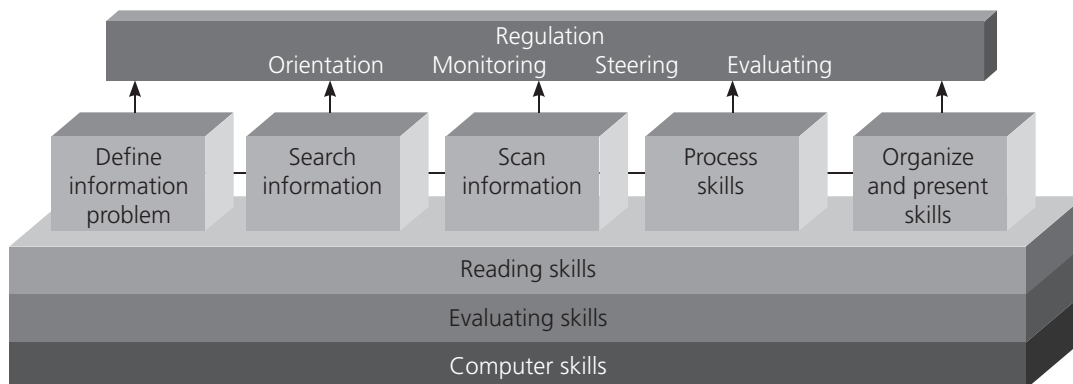 Regulation
Orientation Monitoring Steering Evaluating
Define
information
problem
Search
information
Scan
information
Process
skills
Organize
and present
skills
Reading skills
Evaluating skills
Computer skills